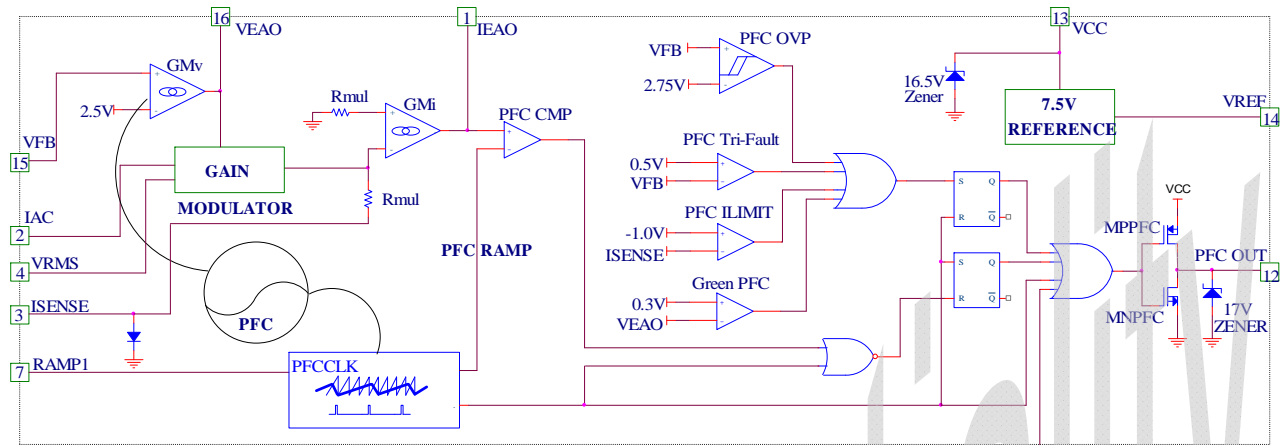 16
VEAO
1
IEAO
13
VCC
GMv
+
-
2.5V
VFB
15
GAIN
MODULATOR
IAC
2
VRMS
4
ISENSE
3
RAMP1
7
Rmul
GMi
+
-
Rmul
PFC CMP
+
-
PFC RAMP
PFC
PFCCLK
PFC OVP
VFB
+
2.75V
-
PFC Tri-Fault
0.5V
+
VFB
-
PFC ILIMIT
-1.0V
+
ISENSE
-
Green PFC
0.3V
+
VEAO
-
16.5V
Zener
7.5V
REFERENCE
VREF
14
S
Q
R
Q
S
Q
R
Q
VCC
MPPFC
PFC OUT
12
MNPFC
17V
ZENER